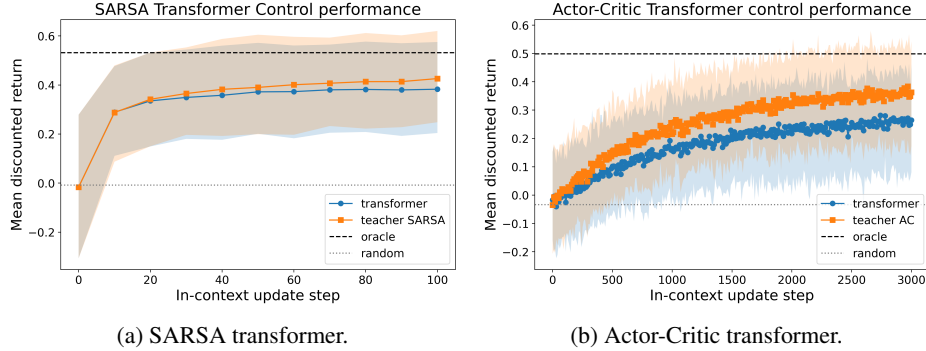 SARSA Transformer Control performance
Mean discounted return
0.6
0.4
0.2
0.0
−0.2
0
20
40
60
80
100
In-context update step
transformer
teacher SARSA
oracle
random
(a) SARSA transformer.
Actor-Critic Transformer control performance
Mean discounted return
0.6
0.5
0.4
0.3
0.2
0.1
0.0
−0.1
−0.2
0
500
1000
1500
2000
2500
3000
In-context update step
transformer
teacher AC
oracle
random
(b) Actor-Critic transformer.